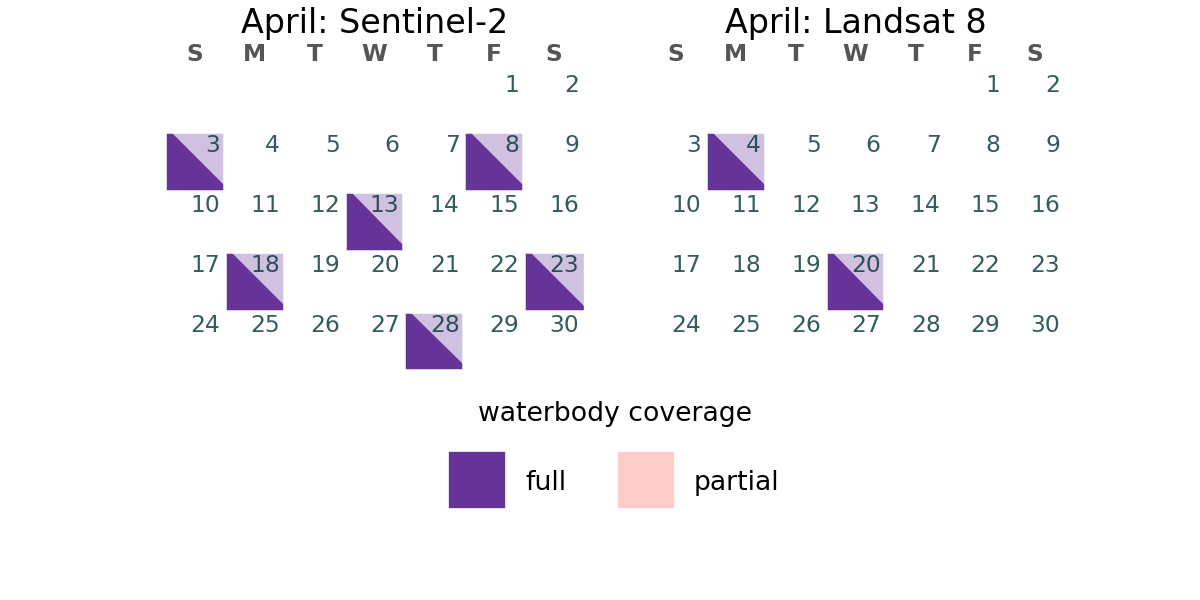 April: Sentinel-2
S M T W T F S
1 2
3 4 5 6 7 8 9
10 11 12 13 14 15 16
17 18 19 20 21 22 23
24 25 26 27 28 29 30
April: Landsat 8
S M T W T F S
1 2
3 4 5 6 7 8 9
10 11 12 13 14 15 16
17 18 19 20 21 22 23
24 25 26 27 28 29 30
waterbody coverage
full
partial